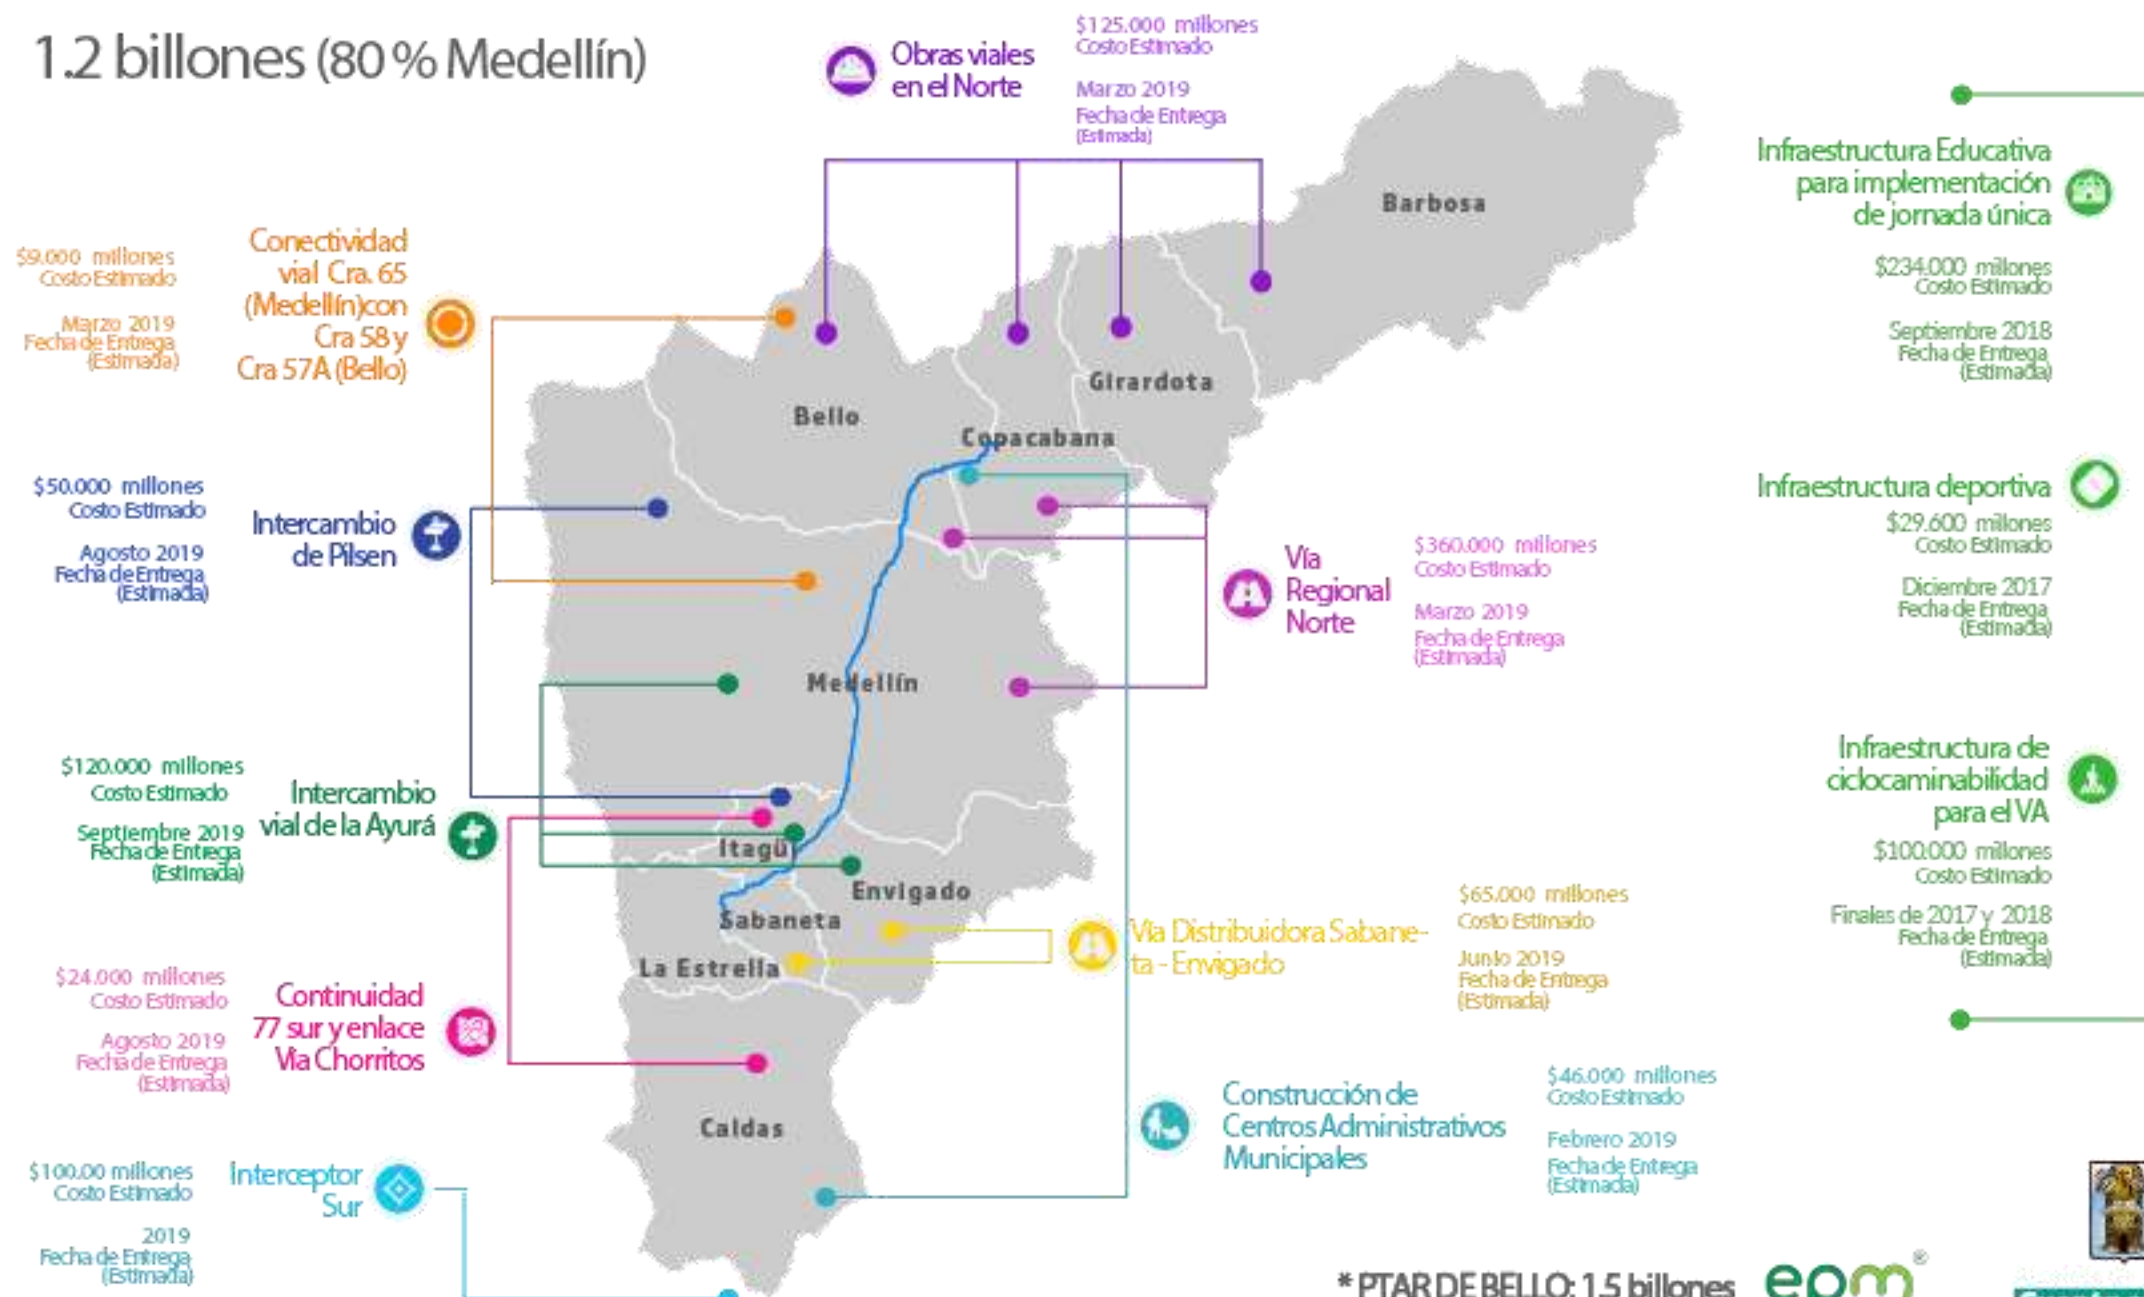 1.2 billones (80 % Medellín)
Obras viales
en el Norte
$125.000 millones
Costo Estimado
Marzo 2019
Fecha de Entrega
(Estimada)
Conectividad
vial Cra. 65
(Medellín)con
Cra 58 y
Cra 57A (Bello)
$9.000 millones
Costo Estimado
Marzo 2019
Fecha de Entrega
(Estimada)
Intercambio
de Pilsen
$50.000 millones
Costo Estimado
Agosto 2019
Fecha de Entrega
(Estimada)
Intercambio
vial de la Ayurá
$120.000 millones
Costo Estimado
Septiembre 2019
Fecha de Entrega
(Estimada)
Continuidad
77 sur y enlace
Vía Chorritos
$24.000 millones
Costo Estimado
Agosto 2019
Fecha de Entrega
(Estimada)
Interceptor
Sur
$100.00 millones
Costo Estimado
2019
Fecha de Entrega
(Estimada)
Barbosa
Girardota
Bello
Copacabana
Medellín
Itagüí
Envigado
Sabaneta
La Estrella
Caldas
Vía
Regional
Norte
$360.000 millones
Costo Estimado
Marzo 2019
Fecha de Entrega
(Estimada)
Vía Distribuidora Sabane-
ta - Envigado
$65.000 millones
Costo Estimado
Junio 2019
Fecha de Entrega
(Estimada)
Construcción de
Centros Administrativos
Municipales
$46.000 millones
Costo Estimado
Febrero 2019
Fecha de Entrega
(Estimada)
Infraestructura Educativa
para implementación
de jornada única
$234.000 millones
Costo Estimado
Septiembre 2018
Fecha de Entrega
(Estimada)
Infraestructura deportiva
$29.600 millones
Costo Estimado
Diciembre 2017
Fecha de Entrega
(Estimada)
Infraestructura de
ciclocaminabilidad
para el VA
$100.000 millones
Costo Estimado
Finales de 2017 y 2018
Fecha de Entrega
(Estimada)
* PTAR DE BELLO: 1.5 billones
epm®